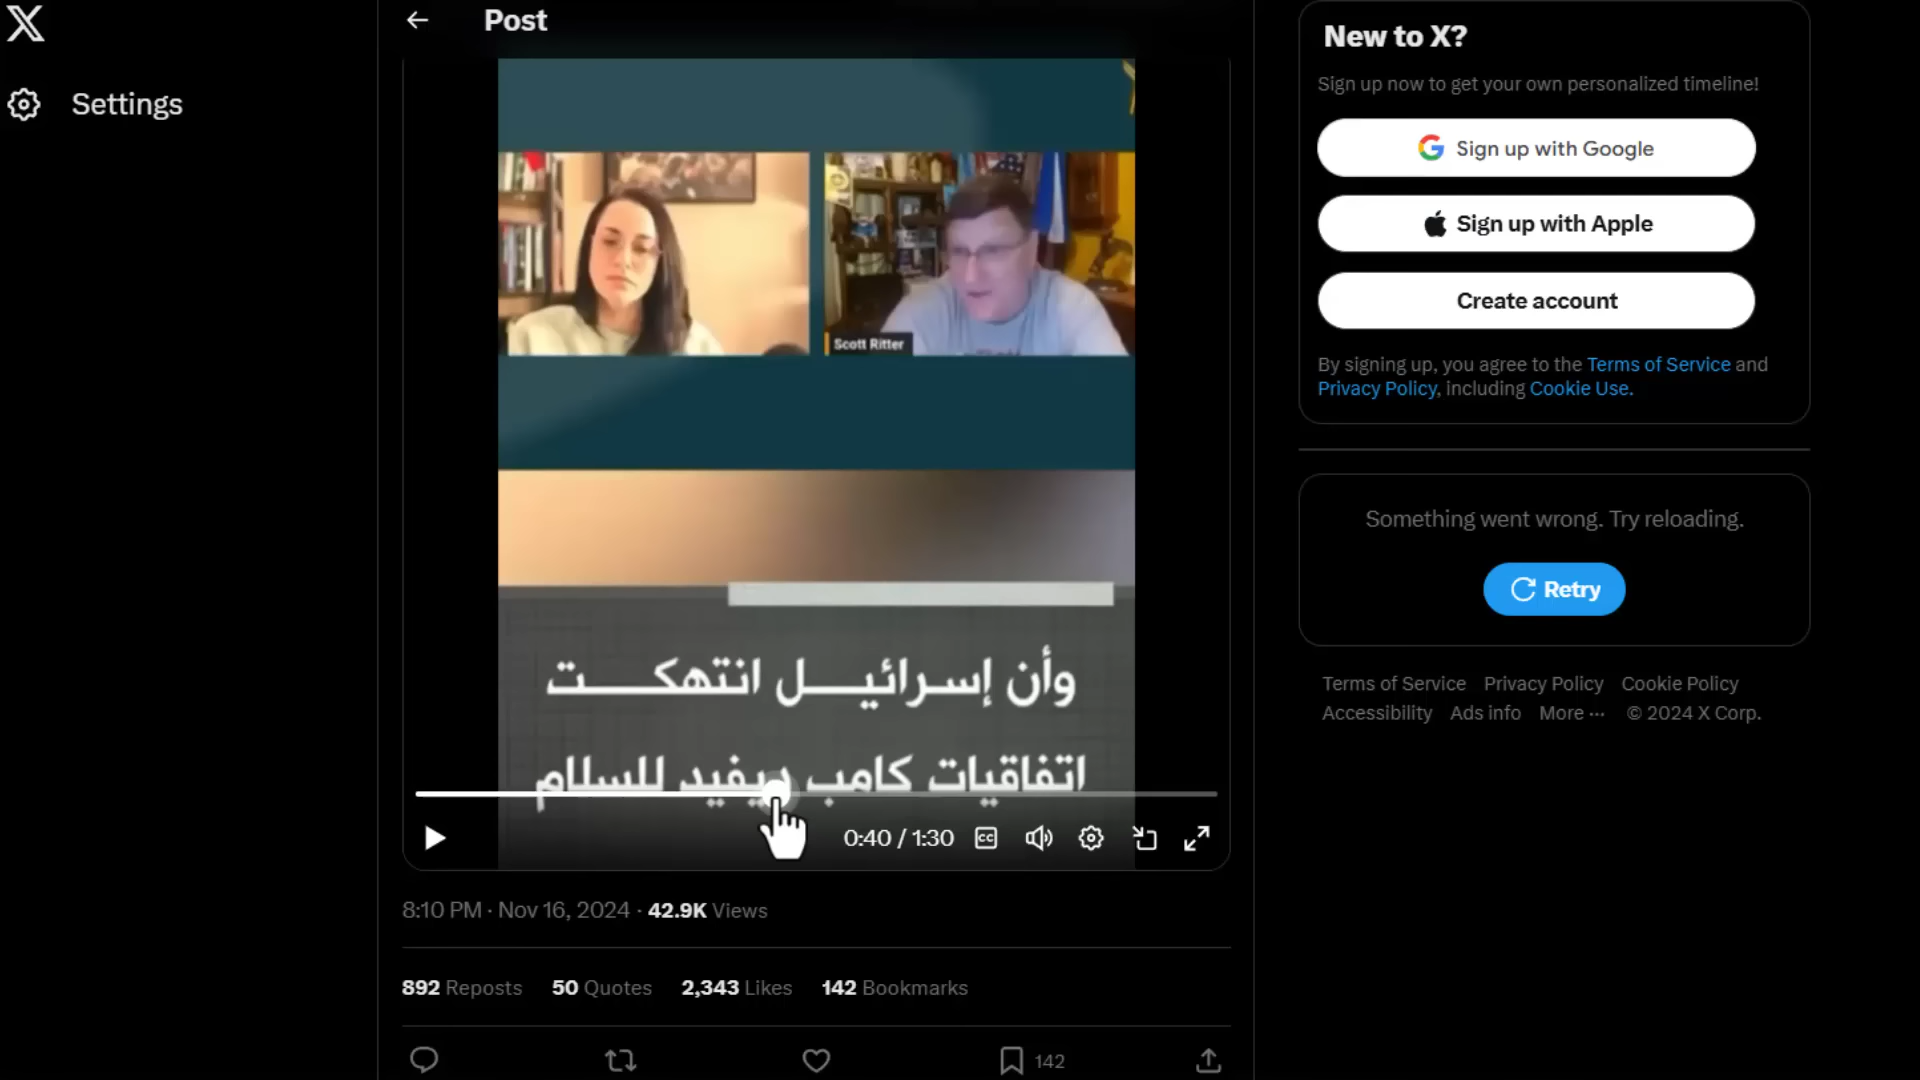 Post
Settings
Scott Ritter
وأن إسرائيل انتهكت
اتفاقيات كامب ديفيد للسلام
0:40 / 1:30
CC
8:10 PM · Nov 16, 2024 · 42.9K Views
892 Reposts 50 Quotes 2,343 Likes 142 Bookmarks
142
New to X?
Sign up now to get your own personalized timeline!
Sign up with Google
Sign up with Apple
Create account
By signing up, you agree to the Terms of Service and
Privacy Policy, including Cookie Use.
Something went wrong. Try reloading.
Retry
Terms of Service Privacy Policy Cookie Policy
Accessibility Ads info More ··· © 2024 X Corp.